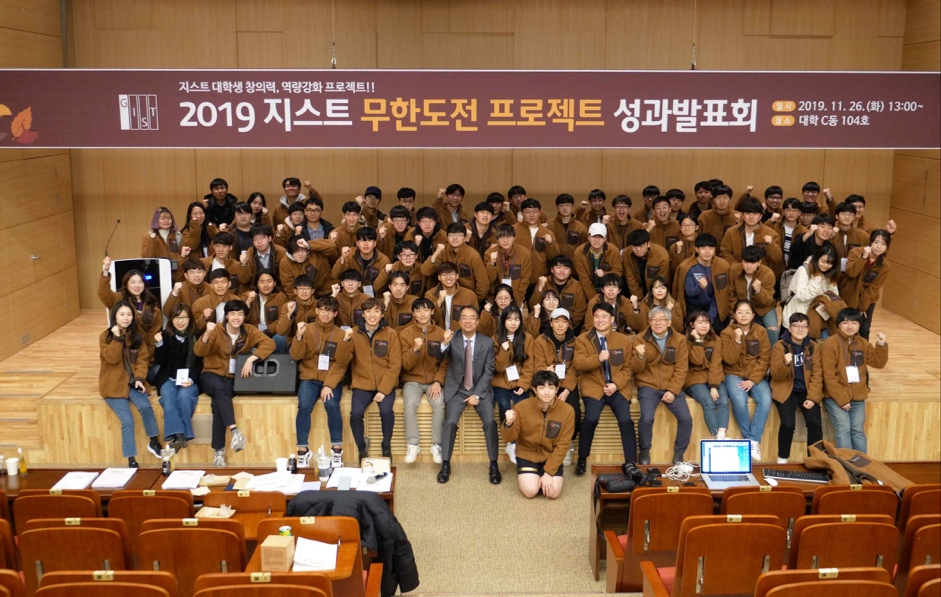 지스트 대학생 창의력, 역량강화 프로젝트!!
GIST
2019 지스트 무한도전 프로젝트 성과발표회
일시 2019. 11. 26.(화) 13:00~
장소 대학 C동 104호